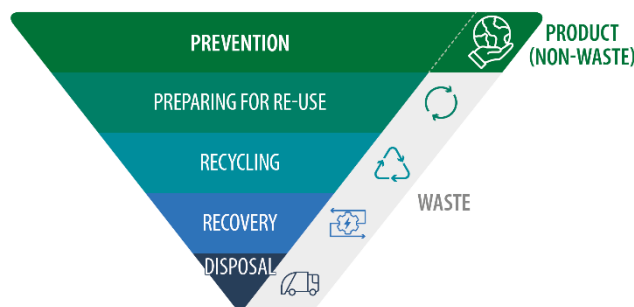 PREVENTION
PRODUCT
(NON-WASTE)
PREPARING FOR RE-USE
RECYCLING
WASTE
RECOVERY
DISPOSAL